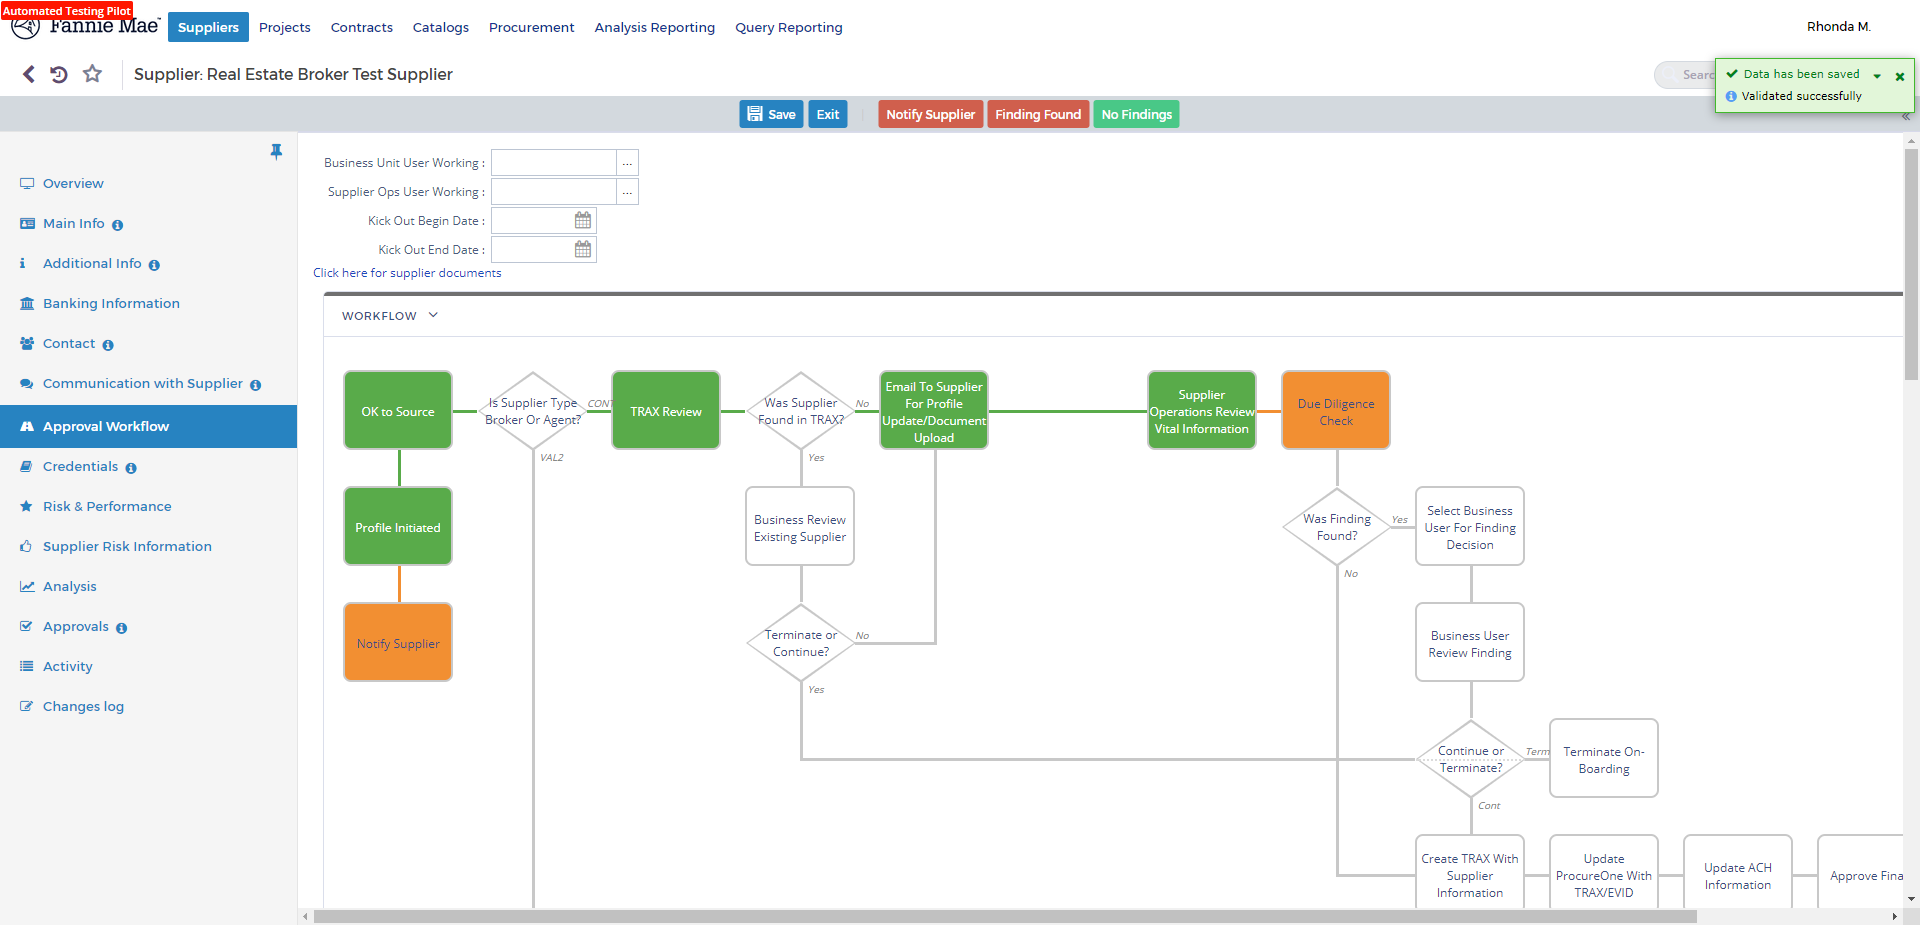 Automated Testing Pilot
Fannie Mae
Suppliers
Projects
Contracts
Catalogs
Procurement
Analysis Reporting
Query Reporting
Rhonda M.
Supplier: Real Estate Broker Test Supplier
Searc
Data has been saved
Validated successfully
Save
Exit
Notify Supplier
Finding Found
No Findings
Overview
Main Info
Additional Info
Banking Information
Contact
Communication with Supplier
Approval Workflow
Credentials
Risk & Performance
Supplier Risk Information
Analysis
Approvals
Activity
Changes log
Business Unit User Working :
...
Supplier Ops User Working :
...
Kick Out Begin Date :
Kick Out End Date :
Click here for supplier documents
WORKFLOW
OK to Source
Is Supplier Type
Broker Or Agent?
CONT
VAL2
TRAX Review
Was Supplier
Found in TRAX?
No
Yes
Email To Supplier
For Profile
Update/Document
Upload
Supplier
Operations Review
Vital Information
Due Diligence
Check
Profile Initiated
Business Review
Existing Supplier
Was Finding
Found?
Yes
No
Select Business
User For Finding
Decision
Notify Supplier
Terminate or
Continue?
No
Yes
Business User
Review Finding
Continue or
Terminate?
Term
Cont
Terminate On-
Boarding
Create TRAX With
Supplier
Information
Update
ProcureOne With
TRAX/EVID
Update ACH
Information
Approve Fina